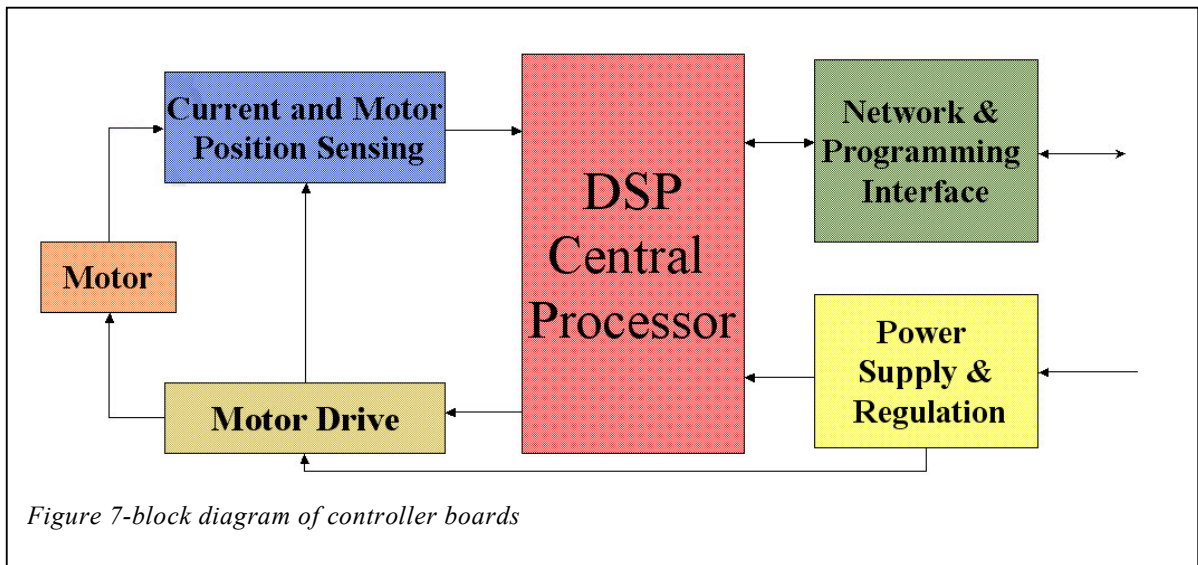 Current and Motor
Position Sensing
DSP
Central
Processor
Network &
Programming
Interface
Motor
Power
Supply &
Regulation
Motor Drive
Figure 7-block diagram of controller boards